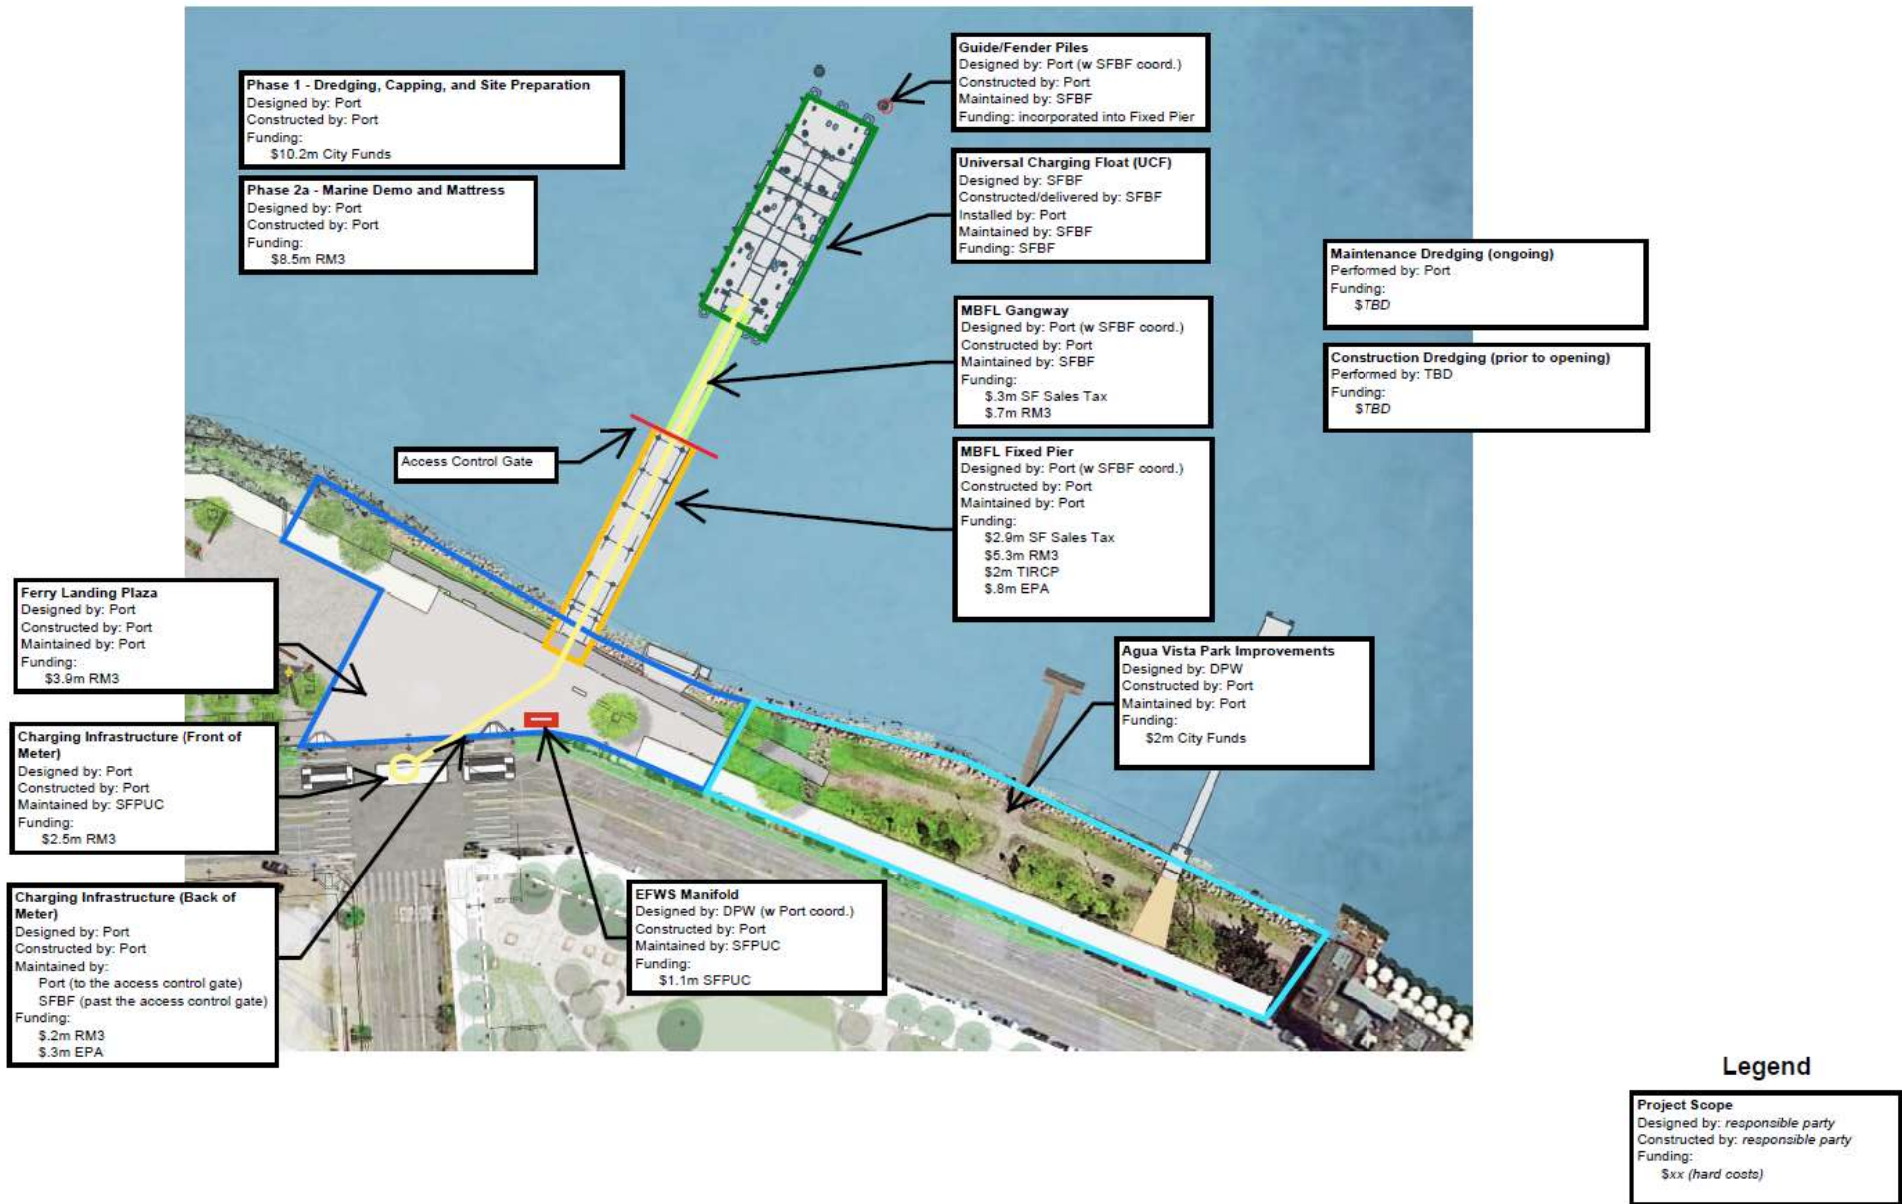 Phase 1 - Dredging, Capping, and Site Preparation
Designed by: Port
Constructed by: Port
Funding:
$10.2m City Funds
Phase 2a - Marine Demo and Mattress
Designed by: Port
Constructed by: Port
Funding:
$8.5m RM3
Guide/Fender Piles
Designed by: Port (w SFBF coord.)
Constructed by: Port
Maintained by: SFBF
Funding: incorporated into Fixed Pier
Universal Charging Float (UCF)
Designed by: SFBF
Constructed/delivered by: SFBF
Installed by: Port
Maintained by: SFBF
Funding: SFBF
MBFL Gangway
Designed by: Port (w SFBF coord.)
Constructed by: Port
Maintained by: SFBF
Funding:
$.3m SF Sales Tax
$.7m RM3
MBFL Fixed Pier
Designed by: Port (w SFBF coord.)
Constructed by: Port
Maintained by: Port
Funding:
$2.9m SF Sales Tax
$5.3m RM3
$2m TIRCP
$.8m EPA
Maintenance Dredging (ongoing)
Performed by: Port
Funding:
$TBD
Construction Dredging (prior to opening)
Performed by: TBD
Funding:
$TBD
Access Control Gate
Ferry Landing Plaza
Designed by: Port
Constructed by: Port
Maintained by: Port
Funding:
$3.9m RM3
Charging Infrastructure (Front of
Meter)
Designed by: Port
Constructed by: Port
Maintained by: SFPUC
Funding:
$2.5m RM3
Charging Infrastructure (Back of
Meter)
Designed by: Port
Constructed by: Port
Maintained by:
Port (to the access control gate)
SFBF (past the access control gate)
Funding:
$.2m RM3
$.3m EPA
EFWS Manifold
Designed by: DPW (w Port coord.)
Constructed by: Port
Maintained by: SFPUC
Funding:
$1.1m SFPUC
Agua Vista Park Improvements
Designed by: DPW
Constructed by: Port
Maintained by: Port
Funding:
$2m City Funds
Legend
Project Scope
Designed by: responsible party
Constructed by: responsible party
Funding:
$xx (hard costs)